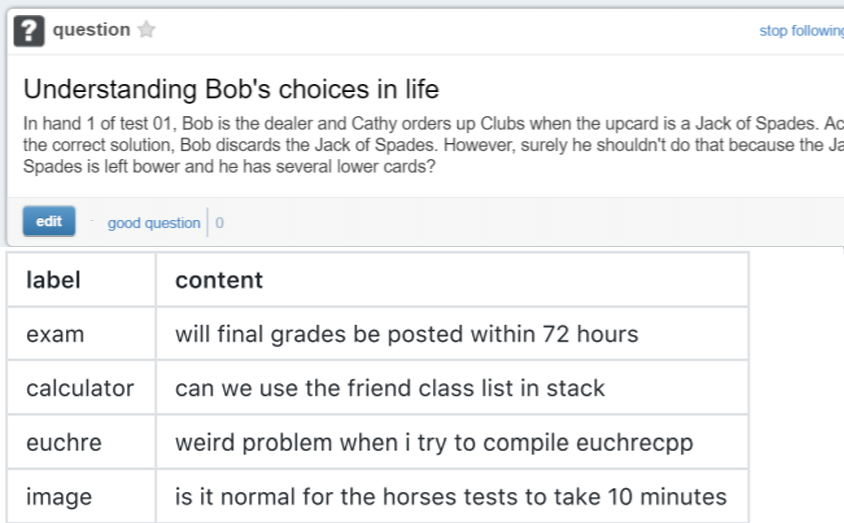 ? question
stop following
Understanding Bob's choices in life
In hand 1 of test 01, Bob is the dealer and Cathy orders up Clubs when the upcard is a Jack of Spades.
the correct solution, Bob discards the Jack of Spades. However, surely he shouldn't do that because the
Spades is left bower and he has several lower cards?
edit · good question 0
label content
exam will final grades be posted within 72 hours
calculator can we use the friend class list in stack
euchre weird problem when i try to compile euchrecpp
image is it normal for the horses tests to take 10 minutes